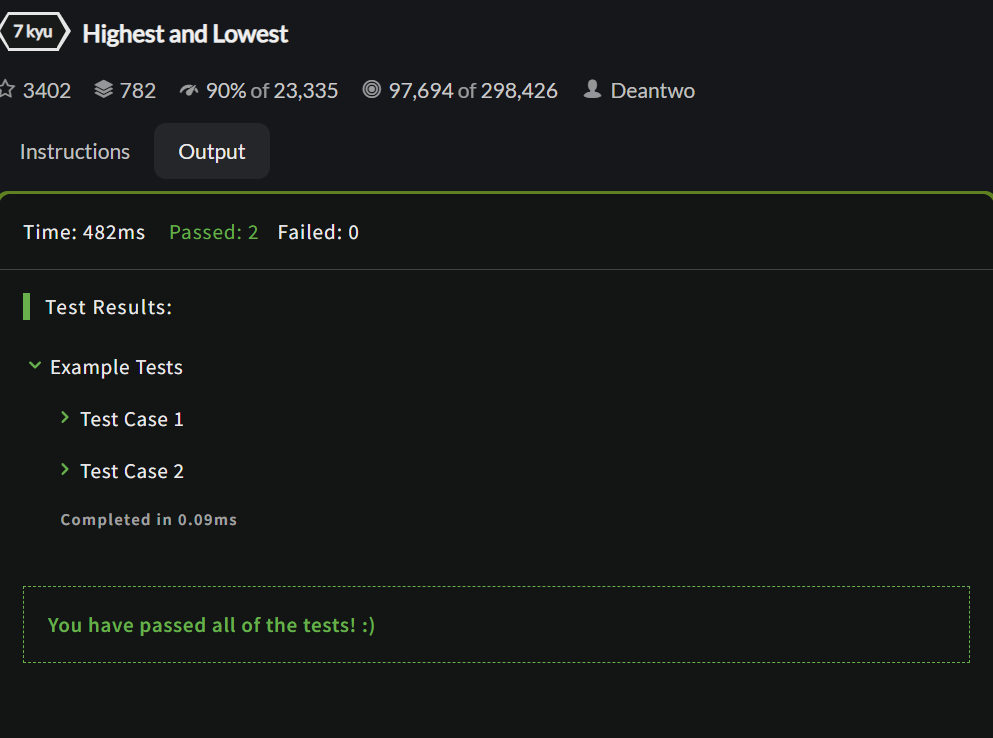 7 kyu Highest and Lowest
3402 782 90% of 23,335 97,694 of 298,426 Deantwo
Instructions Output
Time: 482ms Passed: 2 Failed: 0
Test Results:
Example Tests
Test Case 1
Test Case 2
Completed in 0.09ms
You have passed all of the tests! :)